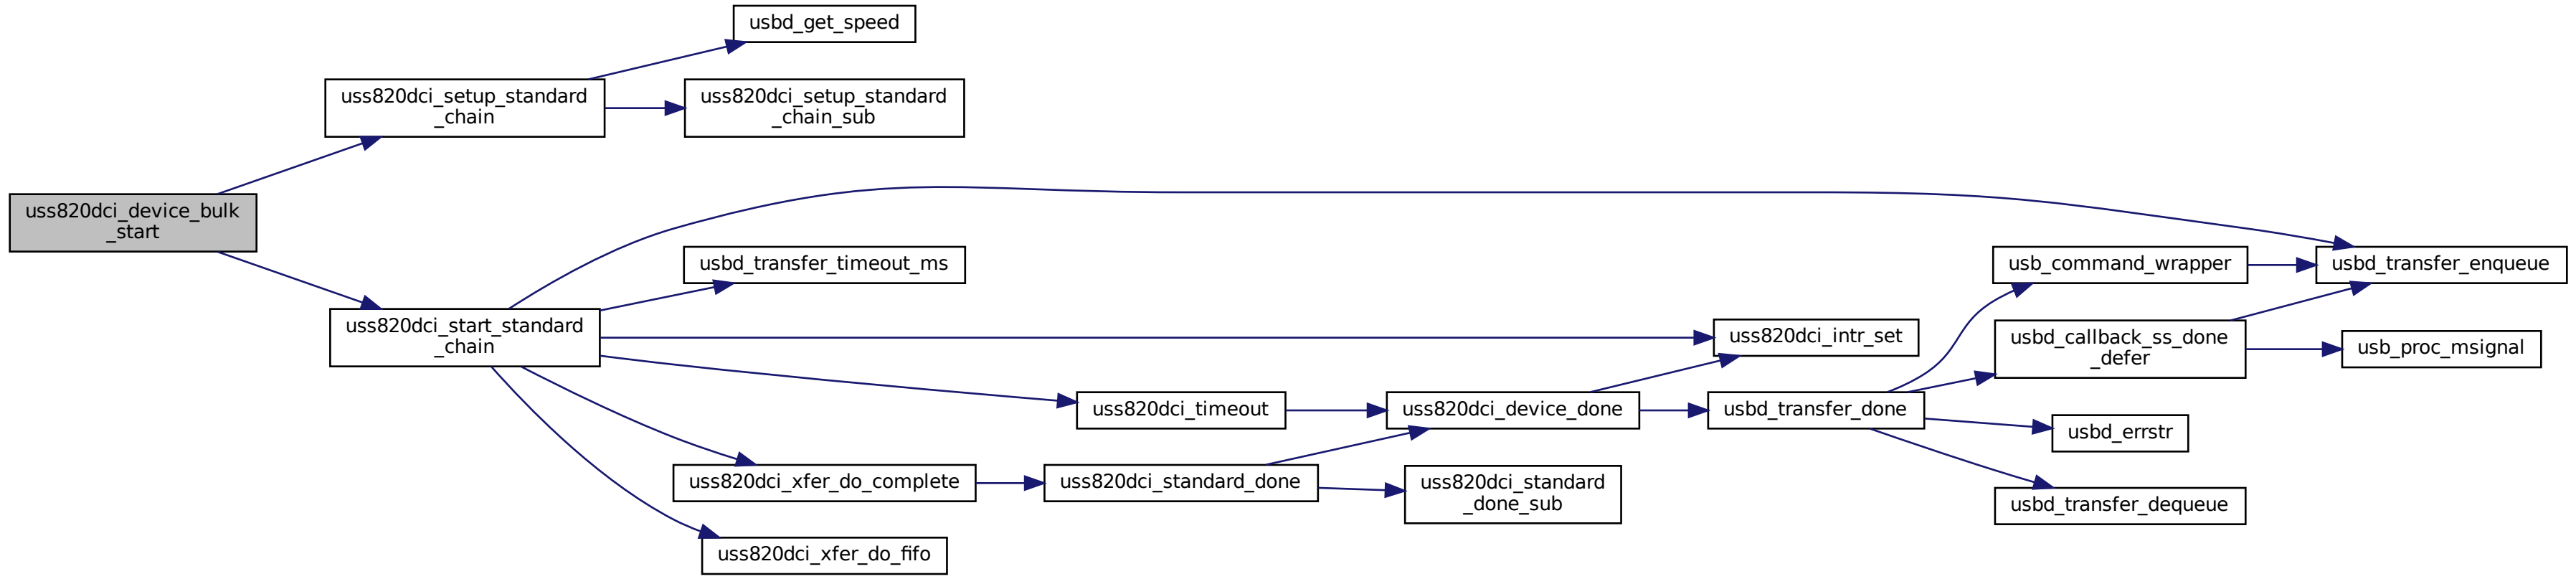 usbd_get_speed
uss820dci_setup_standard
_chain
uss820dci_setup_standard
_chain_sub
uss820dci_device_bulk
_start
usbd_transfer_timeout_ms
usb_command_wrapper
usbd_transfer_enqueue
uss820dci_start_standard
_chain
uss820dci_intr_set
usbd_callback_ss_done
_defer
usb_proc_msignal
uss820dci_timeout
uss820dci_device_done
usbd_transfer_done
usbd_errstr
uss820dci_xfer_do_complete
uss820dci_standard_done
uss820dci_standard
_done_sub
usbd_transfer_dequeue
uss820dci_xfer_do_fifo